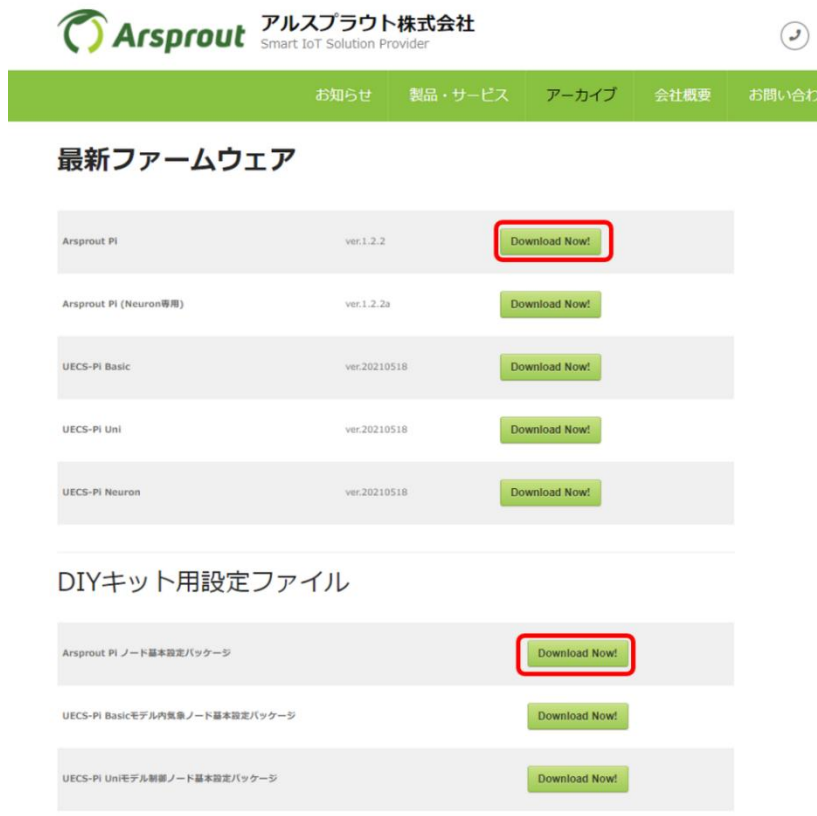 Arsprout アルスプラウト株式会社
Smart IoT Solution Provider
お知らせ 製品・サービス アーカイブ 会社概要 お問い合わ
最新ファームウェア
Arsprout Pi ver.1.2.2 Download Now!
Arsprout Pi (Neuron専用) ver.1.2.2a Download Now!
UECS-Pi Basic ver.20210518 Download Now!
UECS-Pi Uni ver.20210518 Download Now!
UECS-Pi Neuron ver.20210518 Download Now!
DIYキット用設定ファイル
Arsprout Pi ノード基本設定パッケージ Download Now!
UECS-Pi Basicモデル内気象ノード基本設定パッケージ Download Now!
UECS-Pi Uniモデル制御ノード基本設定パッケージ Download Now!